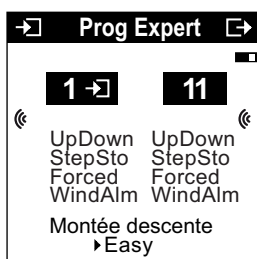 Prog Expert
1 11
UpDown UpDown
StepSto StepSto
Forced Forced
WindAlm WindAlm
Montée descente
Easy